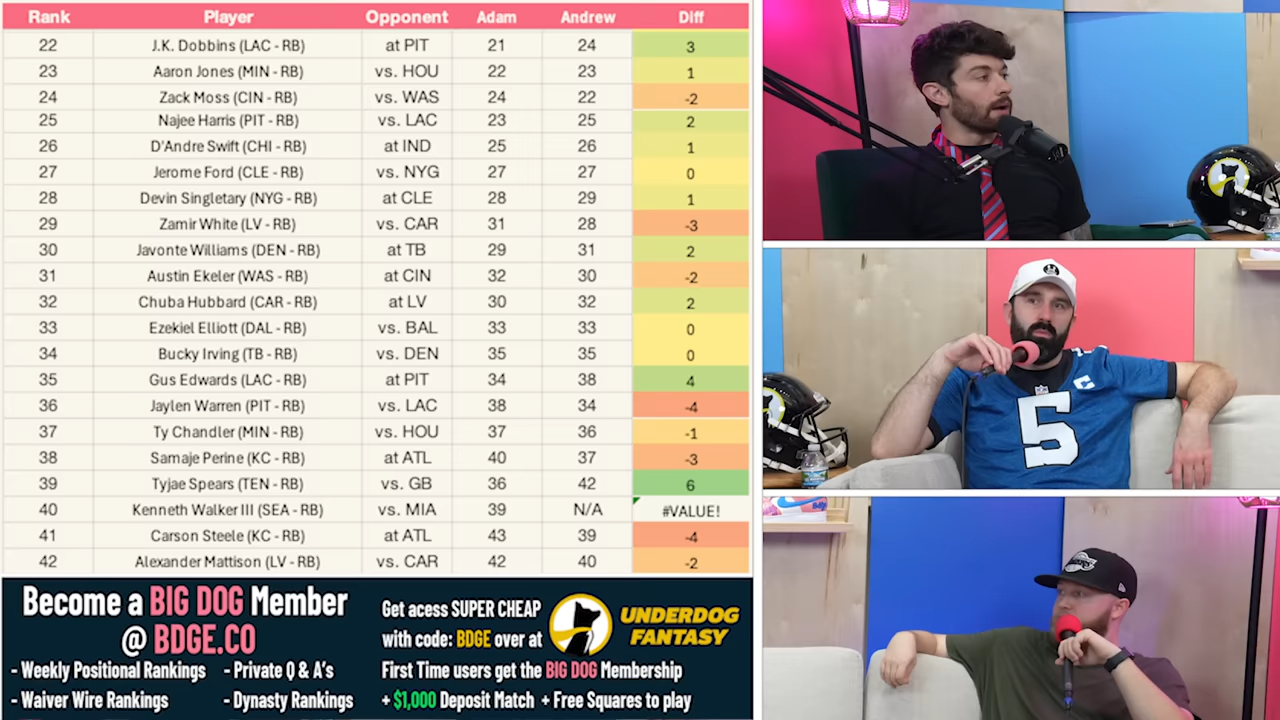 Rank Player Opponent Adam Andrew Diff
22 J.K. Dobbins (LAC - RB) at PIT 21 24 3
23 Aaron Jones (MIN - RB) vs. HOU 22 23 1
24 Zack Moss (CIN - RB) vs. WAS 24 22 -2
25 Najee Harris (PIT - RB) vs. LAC 23 25 2
26 D'Andre Swift (CHI - RB) at IND 25 26 1
27 Jerome Ford (CLE - RB) vs. NYG 27 27 0
28 Devin Singletary (NYG - RB) at CLE 28 29 1
29 Zamir White (LV - RB) vs. CAR 31 28 -3
30 Javonte Williams (DEN - RB) at TB 29 31 2
31 Austin Ekeler (WAS - RB) at CIN 32 30 -2
32 Chuba Hubbard (CAR - RB) at LV 30 32 2
33 Ezekiel Elliott (DAL - RB) vs. BAL 33 33 0
34 Bucky Irving (TB - RB) vs. DEN 35 35 0
35 Gus Edwards (LAC - RB) at PIT 34 38 4
36 Jaylen Warren (PIT - RB) vs. LAC 38 34 -4
37 Ty Chandler (MIN - RB) vs. HOU 37 36 -1
38 Samaje Perine (KC - RB) at ATL 40 37 -3
39 Tyjae Spears (TEN - RB) vs. GB 36 42 6
40 Kenneth Walker III (SEA - RB) vs. MIA 39 N/A #VALUE!
41 Carson Steele (KC - RB) at ATL 43 39 -4
42 Alexander Mattison (LV - RB) vs. CAR 42 40 -2
Become a BIG DOG Member
@ BDGE.CO
- Weekly Positional Rankings - Private Q & A's
- Waiver Wire Rankings - Dynasty Rankings
Get acess SUPER CHEAP
with code: BDGE over at
UNDERDOG
FANTASY
First Time users get the BIG DOG Membership
+ $1,000 Deposit Match + Free Squares to play
5
C